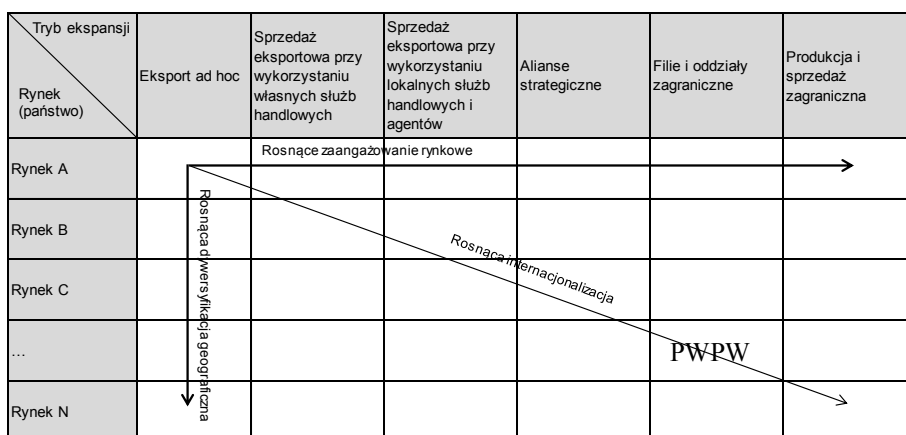 Tryb ekspansji
Rynek
(państwo)
Eksport ad hoc
Sprzedaż
eksportowa przy
wykorzystaniu
własnych służb
handlowych
Sprzedaż
eksportowa przy
wykorzystaniu
lokalnych służb
handlowych i
agentów
Alianse
strategiczne
Filie i oddziały
zagraniczne
Produkcja i
sprzedaż
zagraniczna
Rynek A
Rosnące zaangażowanie rynkowe
Rynek B
Rynek C
…
Rynek N
Rosnąca dywersyfikacja geograficzna
Rosnąca internacjonalizacja
PWPW